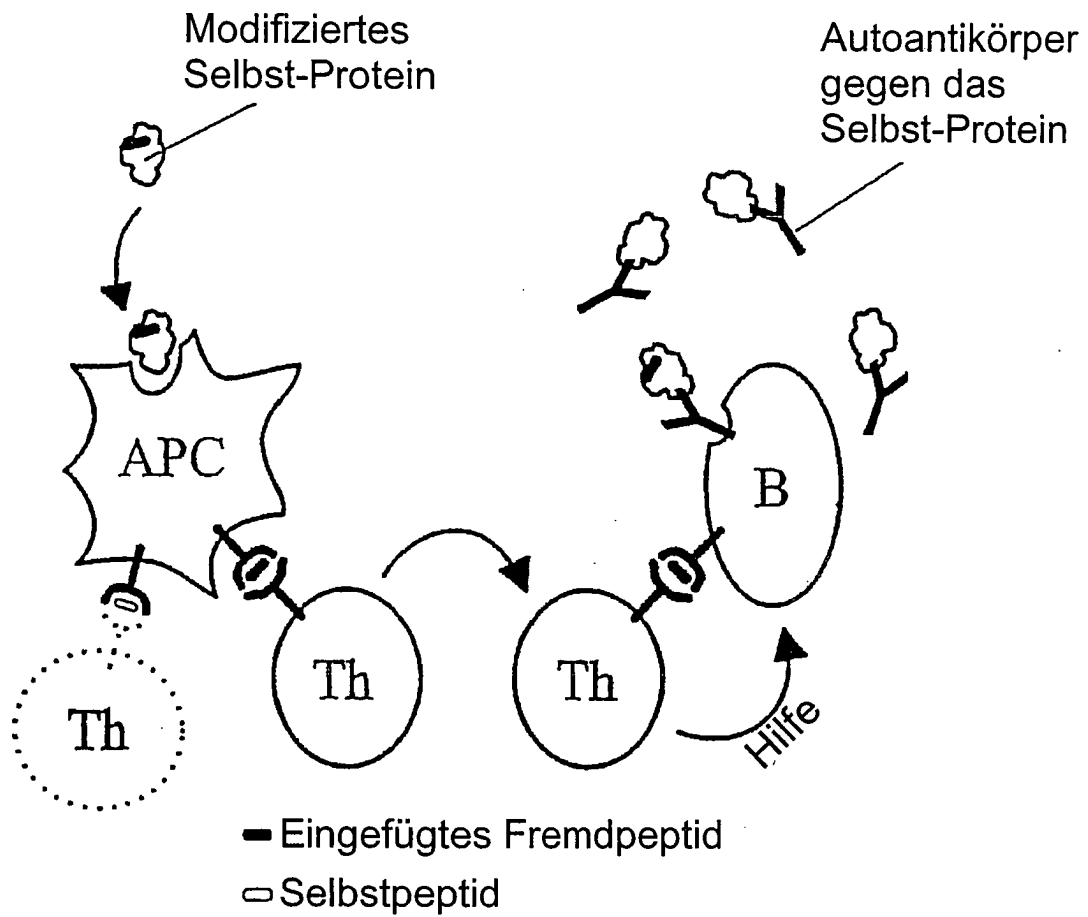 Modifiziertes
Selbst-Protein
Autoantikörper
gegen das
Selbst-Protein
APC
B
Th
Th
Th
Hilfe
Eingefügtes Fremdpeptid
Selbstpeptid